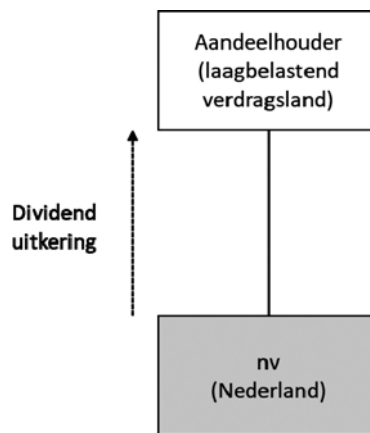 Aandeelhouder
(laagbelastend
verdragsland)
Dividend
uitkering
nv
(Nederland)